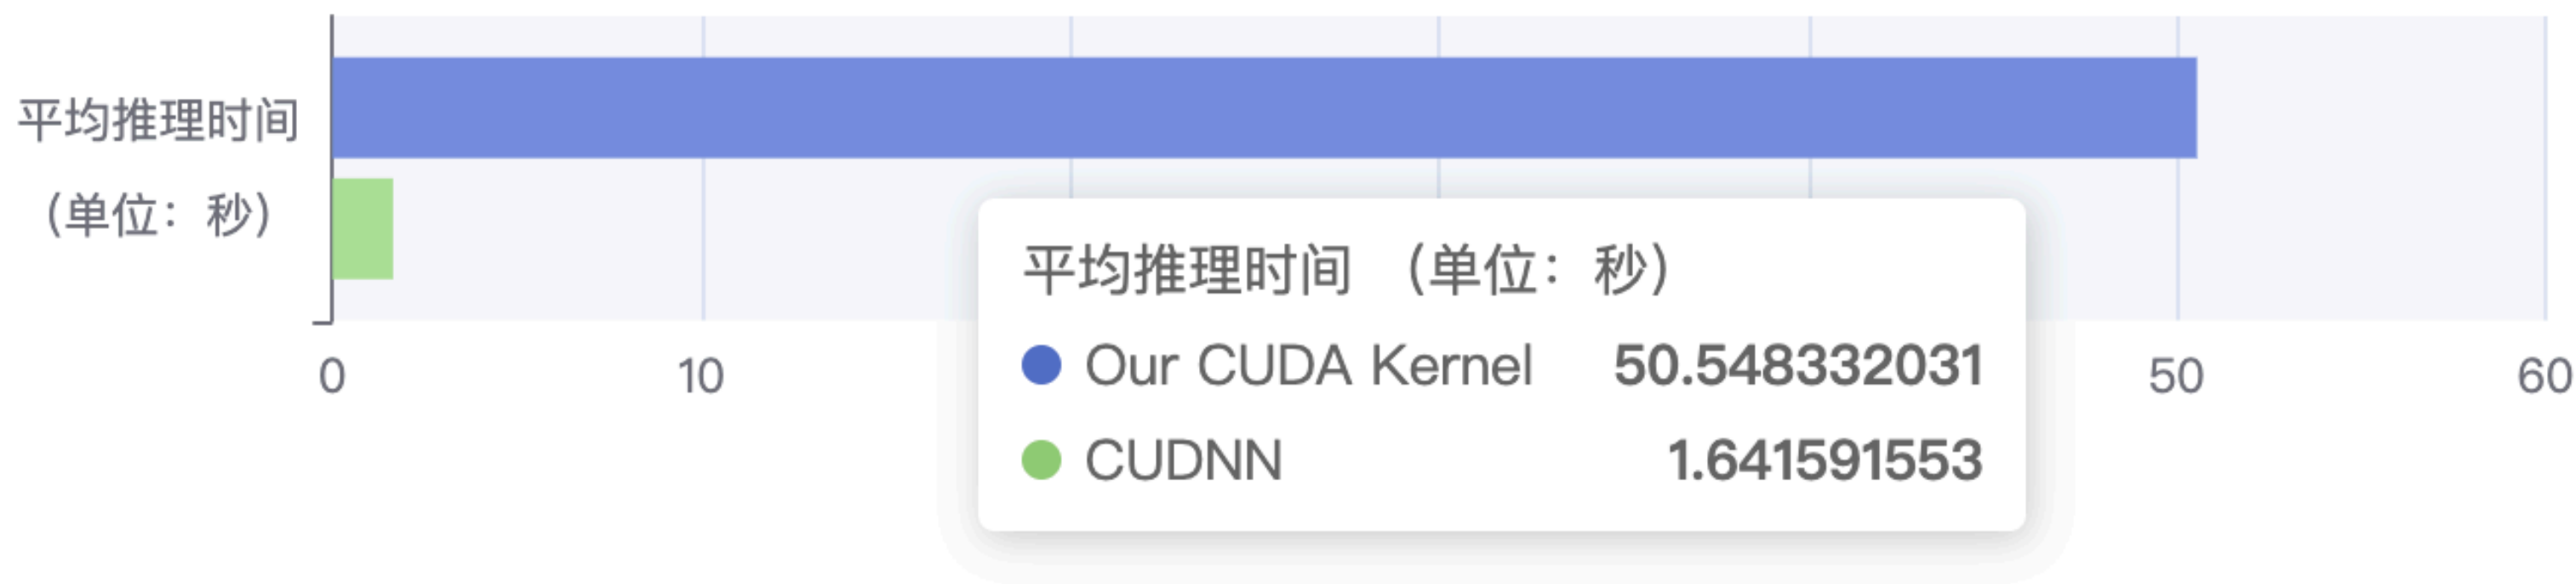 平均推理时间
（单位：秒）
平均推理时间 （单位：秒）
Our CUDA Kernel 50.548332031
CUDNN 1.641591553
0 10 50 60